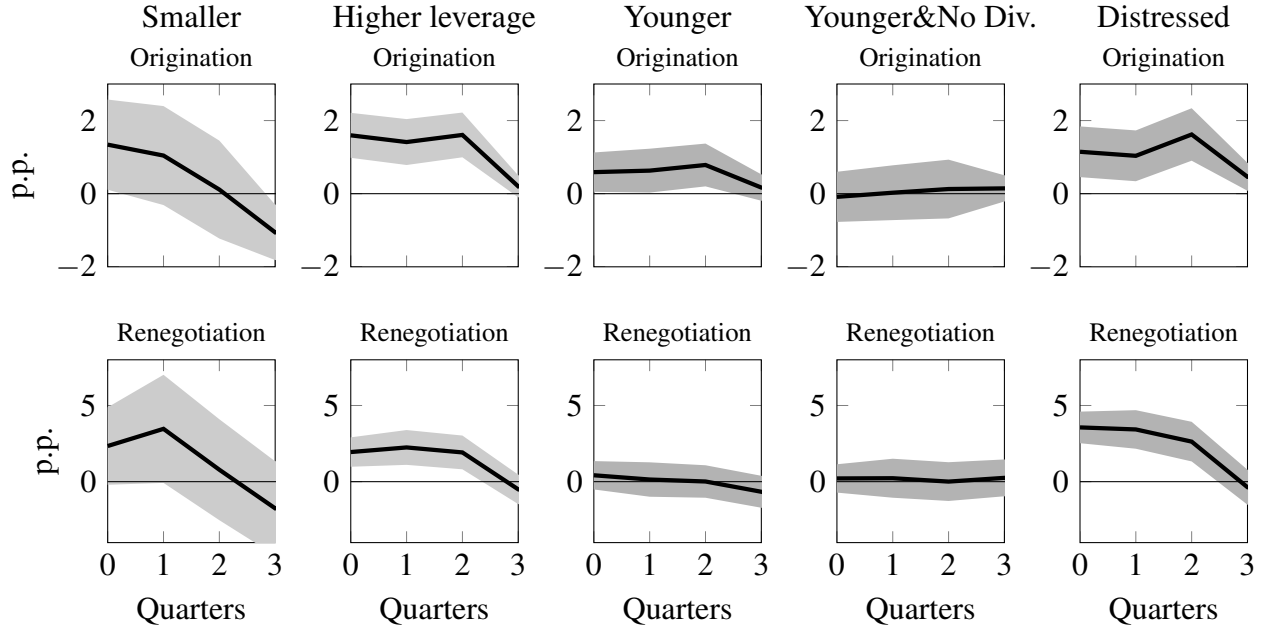 Smaller Higher leverage Younger Younger&No Div. Distressed
Origination Origination Origination Origination Origination
2 2 2 2 2
p.p.
0 0 0 0 0
−2 −2 −2 −2 −2
Renegotiation Renegotiation Renegotiation Renegotiation Renegotiation
5 5 5 5 5
p.p.
0 0 0 0 0
0 1 2 3 0 1 2 3 0 1 2 3 0 1 2 3 0 1 2 3
Quarters Quarters Quarters Quarters Quarters